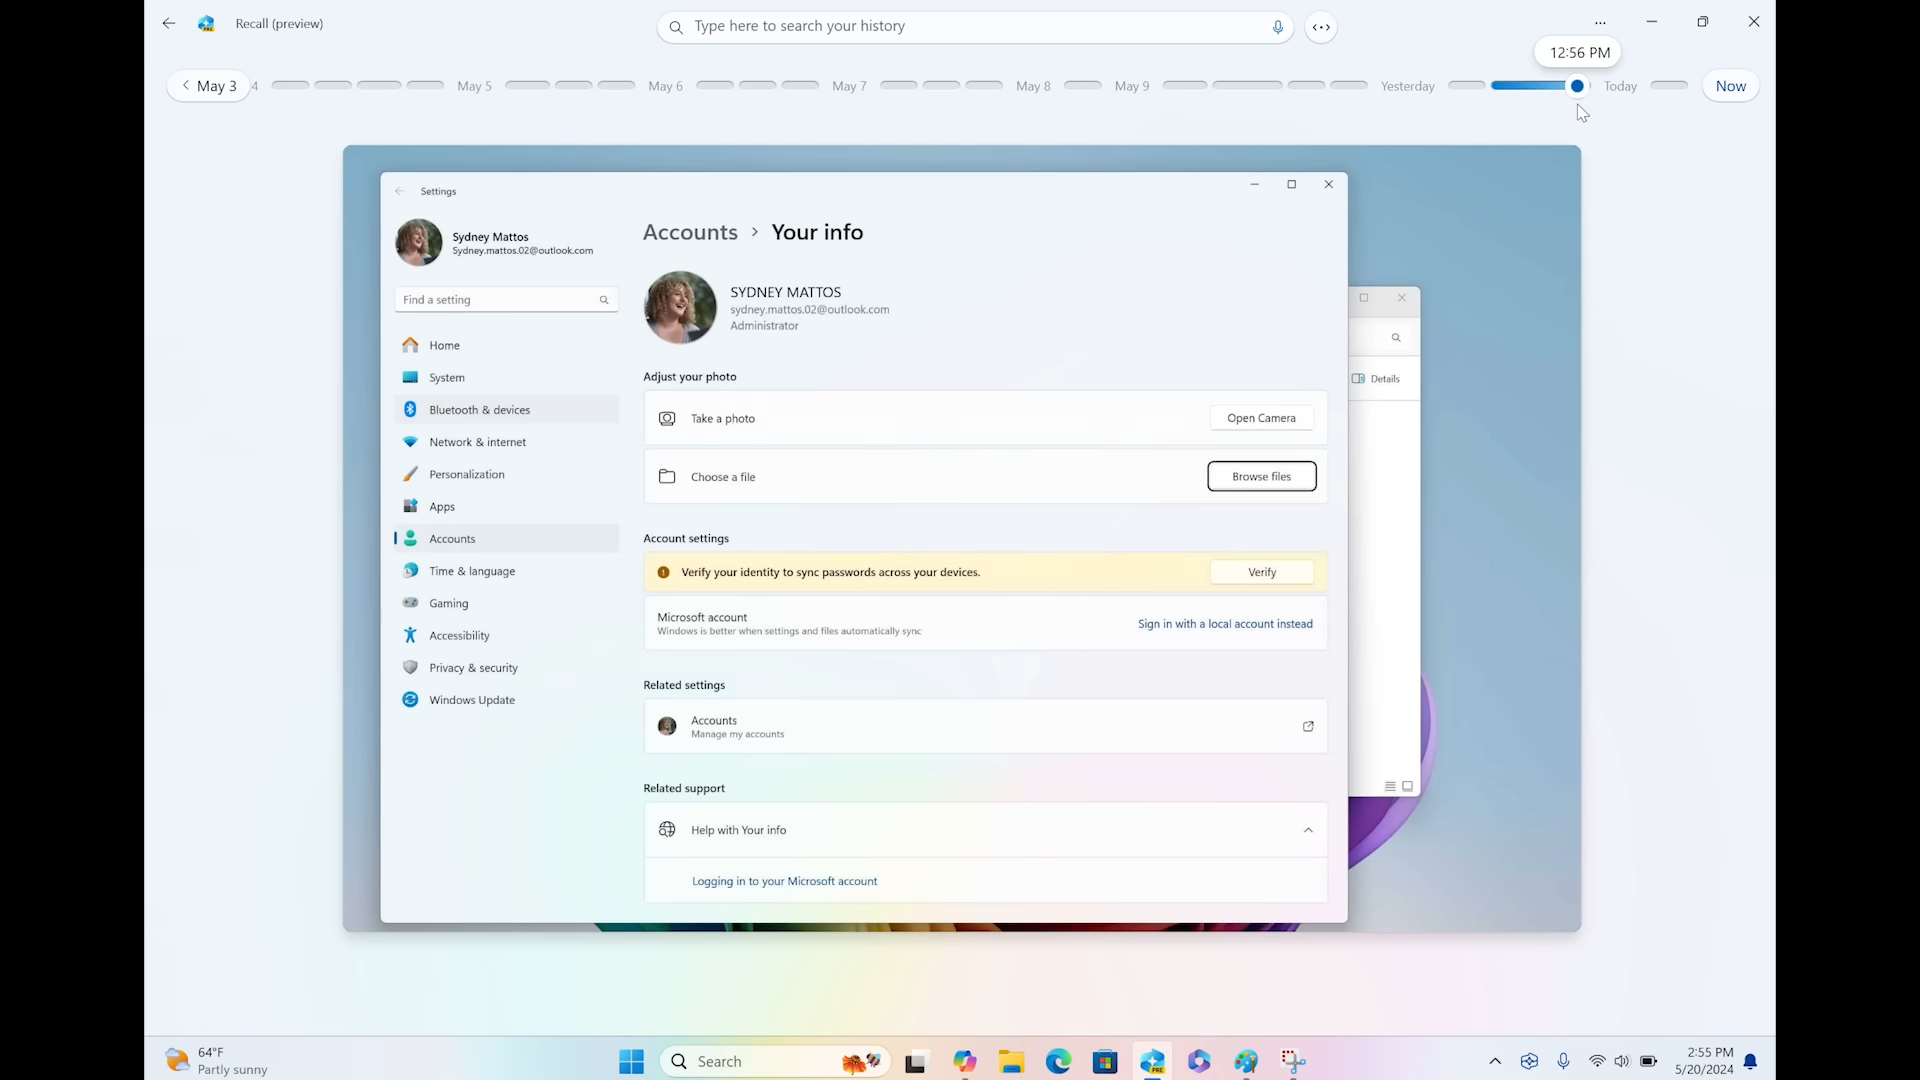 Recall (preview)
Type here to search your history
12:56 PM
May 3
4
May 5
May 6
May 7
May 8
May 9
Yesterday
Today
Now
Settings
Sydney Mattos
Sydney.mattos.02@outlook.com
Find a setting
Home
System
Bluetooth & devices
Network & internet
Personalization
Apps
Accounts
Time & language
Gaming
Accessibility
Privacy & security
Windows Update
Accounts > Your info
SYDNEY MATTOS
sydney.mattos.02@outlook.com
Administrator
Adjust your photo
Take a photo
Open Camera
Choose a file
Browse files
Account settings
Verify your identity to sync passwords across your devices.
Verify
Microsoft account
Windows is better when settings and files automatically sync
Sign in with a local account instead
Related settings
Accounts
Manage my accounts
Related support
Help with Your info
Logging in to your Microsoft account
Details
64°F
Partly sunny
Search
PRE
2:55 PM
5/20/2024